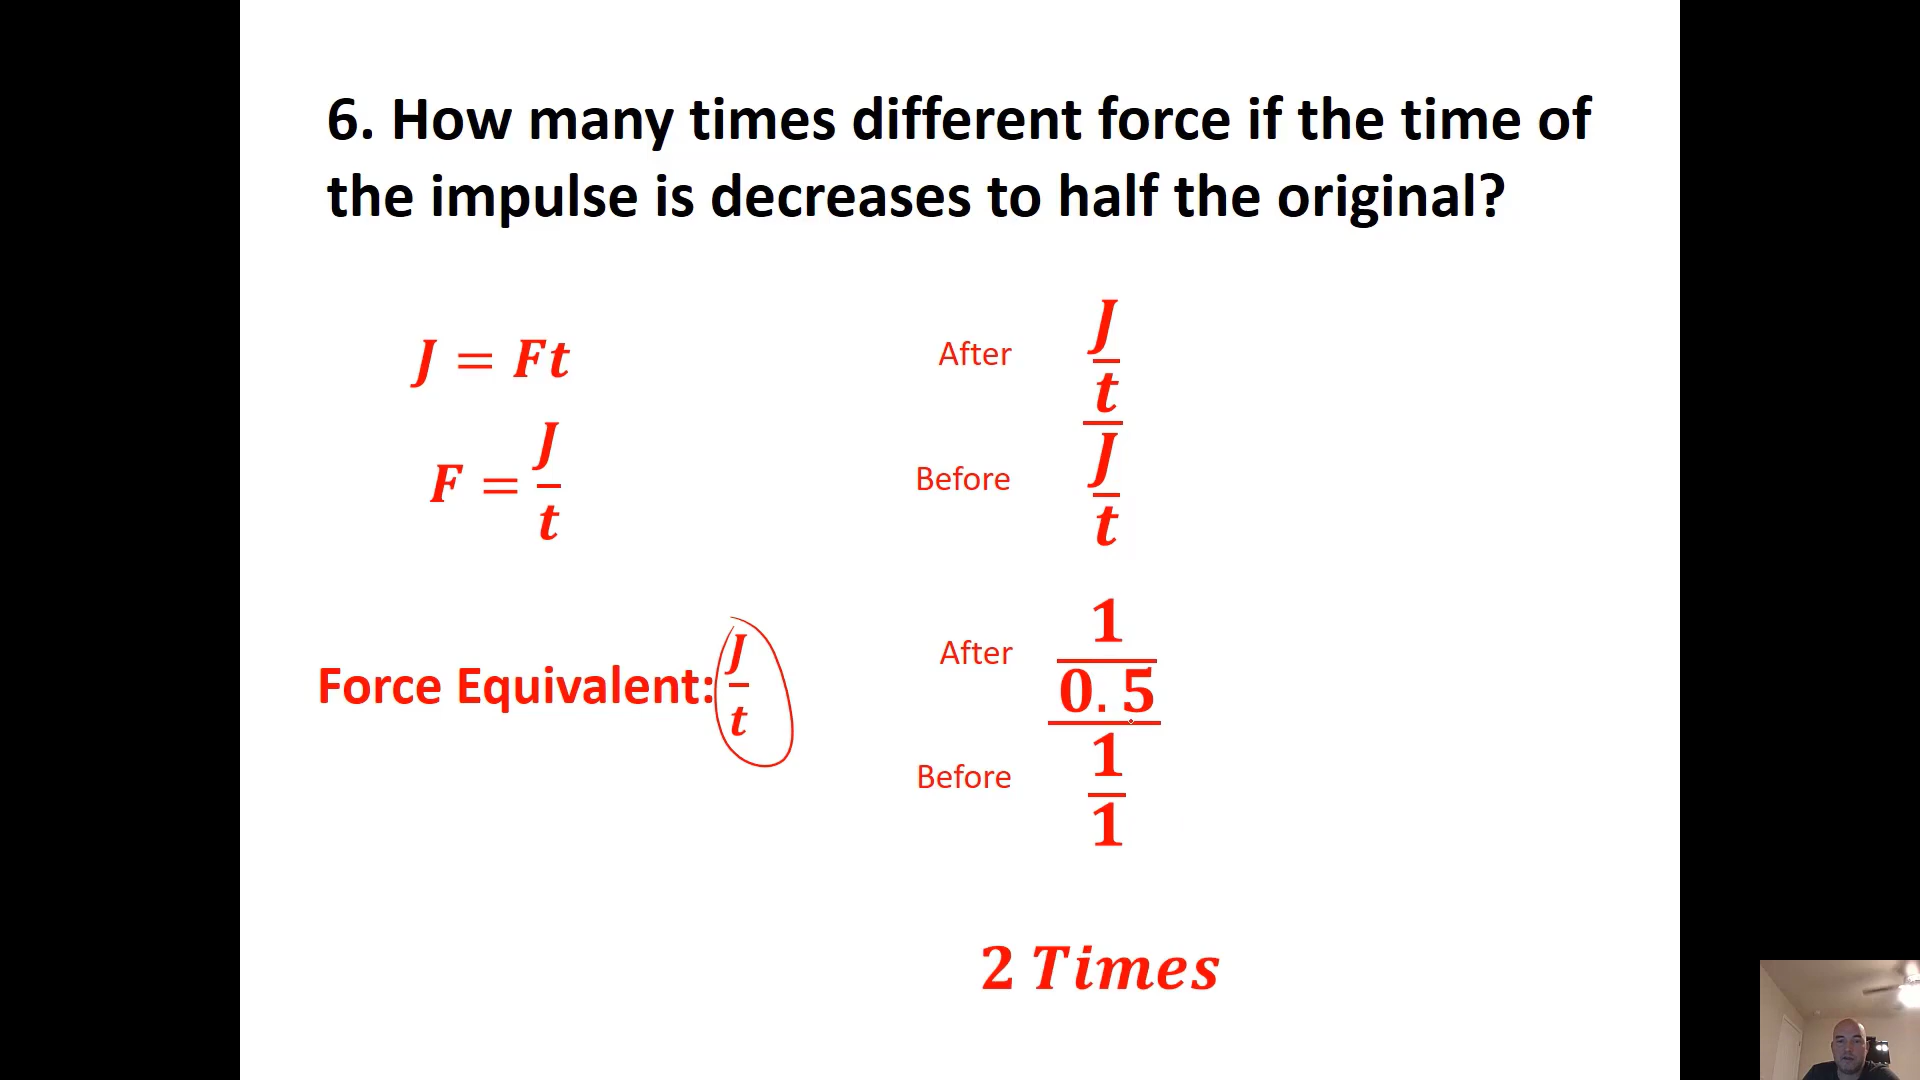 6. How many times different force if the time of
the impulse is decreases to half the original?
J = Ft
F = J/t
Force Equivalent: J/t
After J/t
Before J/t
After 1/0.5
Before 1/1
2 Times